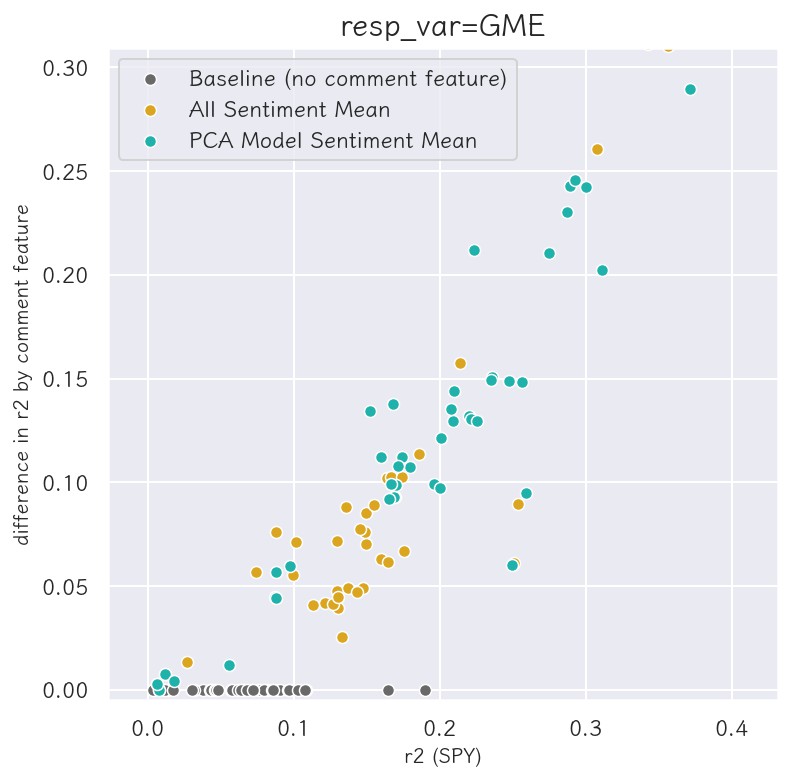 resp_var=GME
Baseline (no comment feature)
All Sentiment Mean
PCA Model Sentiment Mean
difference in r2 by comment feature
0.30
0.25
0.20
0.15
0.10
0.05
0.00
0.0 0.1 0.2 0.3 0.4
r2 (SPY)